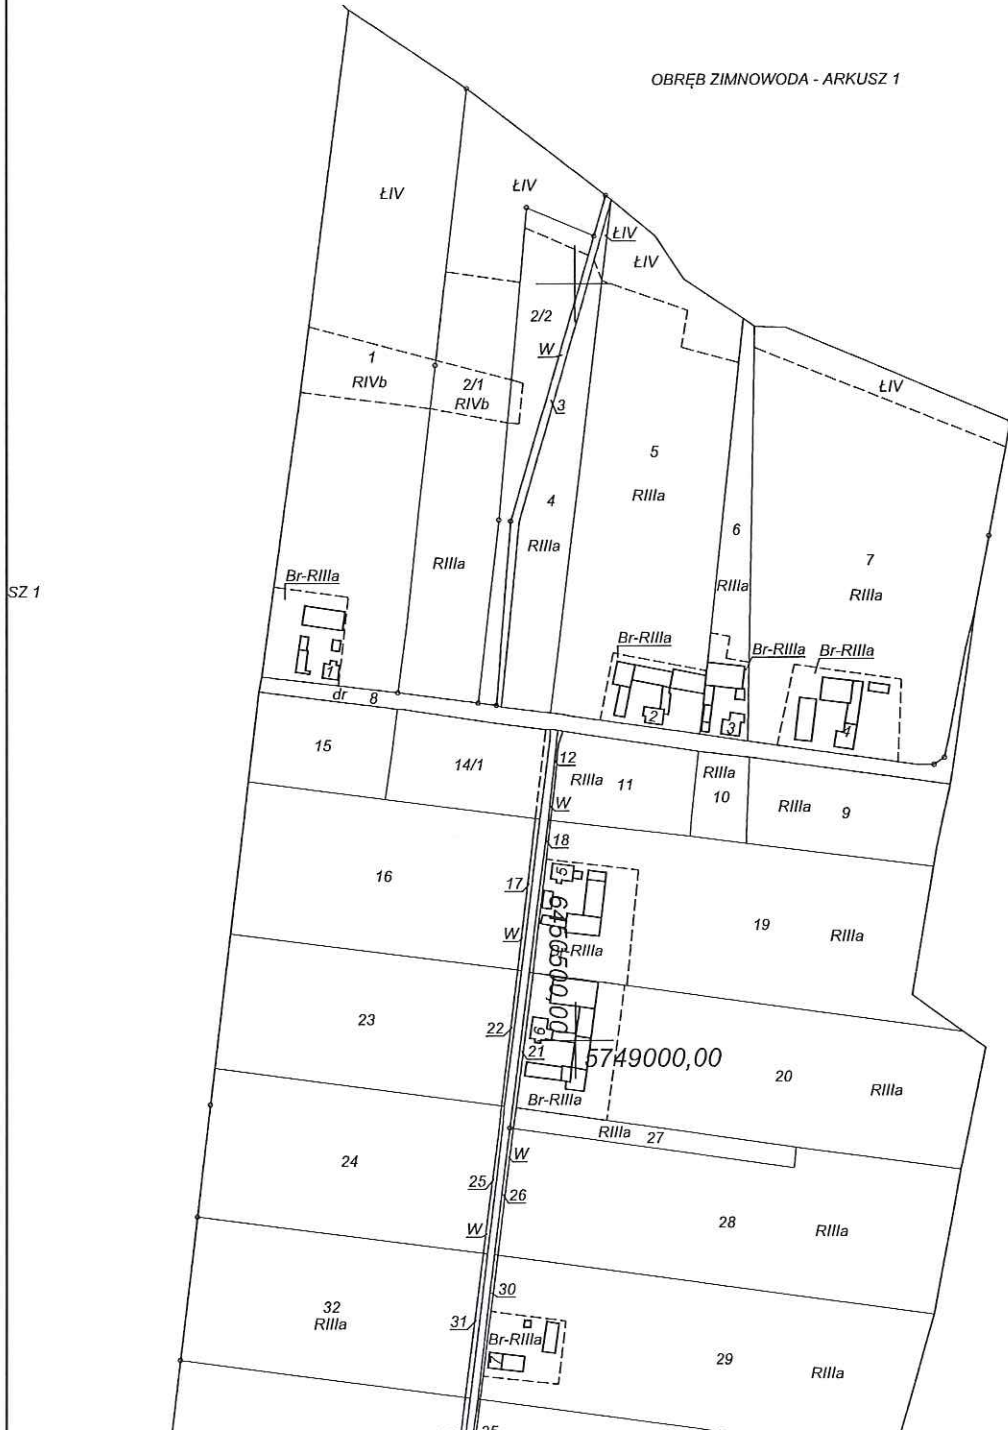 OBRĘB ZIMNOWODA - ARKUSZ 1
ŁIV
ŁIV
ŁIV
ŁIV
2/2
W
1
RIVb
2/1
RIVb
3
ŁIV
5
RIIIa
4
RIIIa
6
RIIIa
7
RIIIa
RIIIa
SZ 1
Br-RIIIa
1
Br-RIIIa
2
Br-RIIIa
3
Br-RIIIa
4
dr
8
15
14/1
12
RIIIa
11
RIIIa
10
RIIIa
9
W
18
16
17
5
W
19
RIIIa
Br-RIIIa
6450500,00
23
22
6
21
5749000,00
20
RIIIa
Br-RIIIa
RIIIa
27
24
W
25
26
28
RIIIa
W
30
32
RIIIa
31
Br-RIIIa
7
29
RIIIa